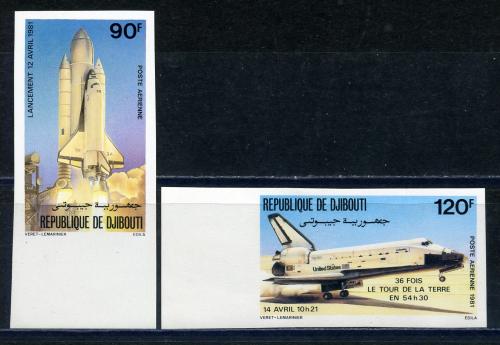 90F
LANCEMENT 12 AVRIL 1981
POSTE AERIENNE
جمهورية جيبوتي
REPUBLIQUE DE DJIBOUTI
VERET-LEMARINIER
EDILA
REPUBLIQUE DE DJIBOUTI
120F
جمهورية جيبوتي
POSTE AERIENNE 1981
United States
36 FOIS
LE TOUR DE LA TERRE
EN 54h30
14 AVRIL 10h21
VERET-LEMARINIER
EDILA